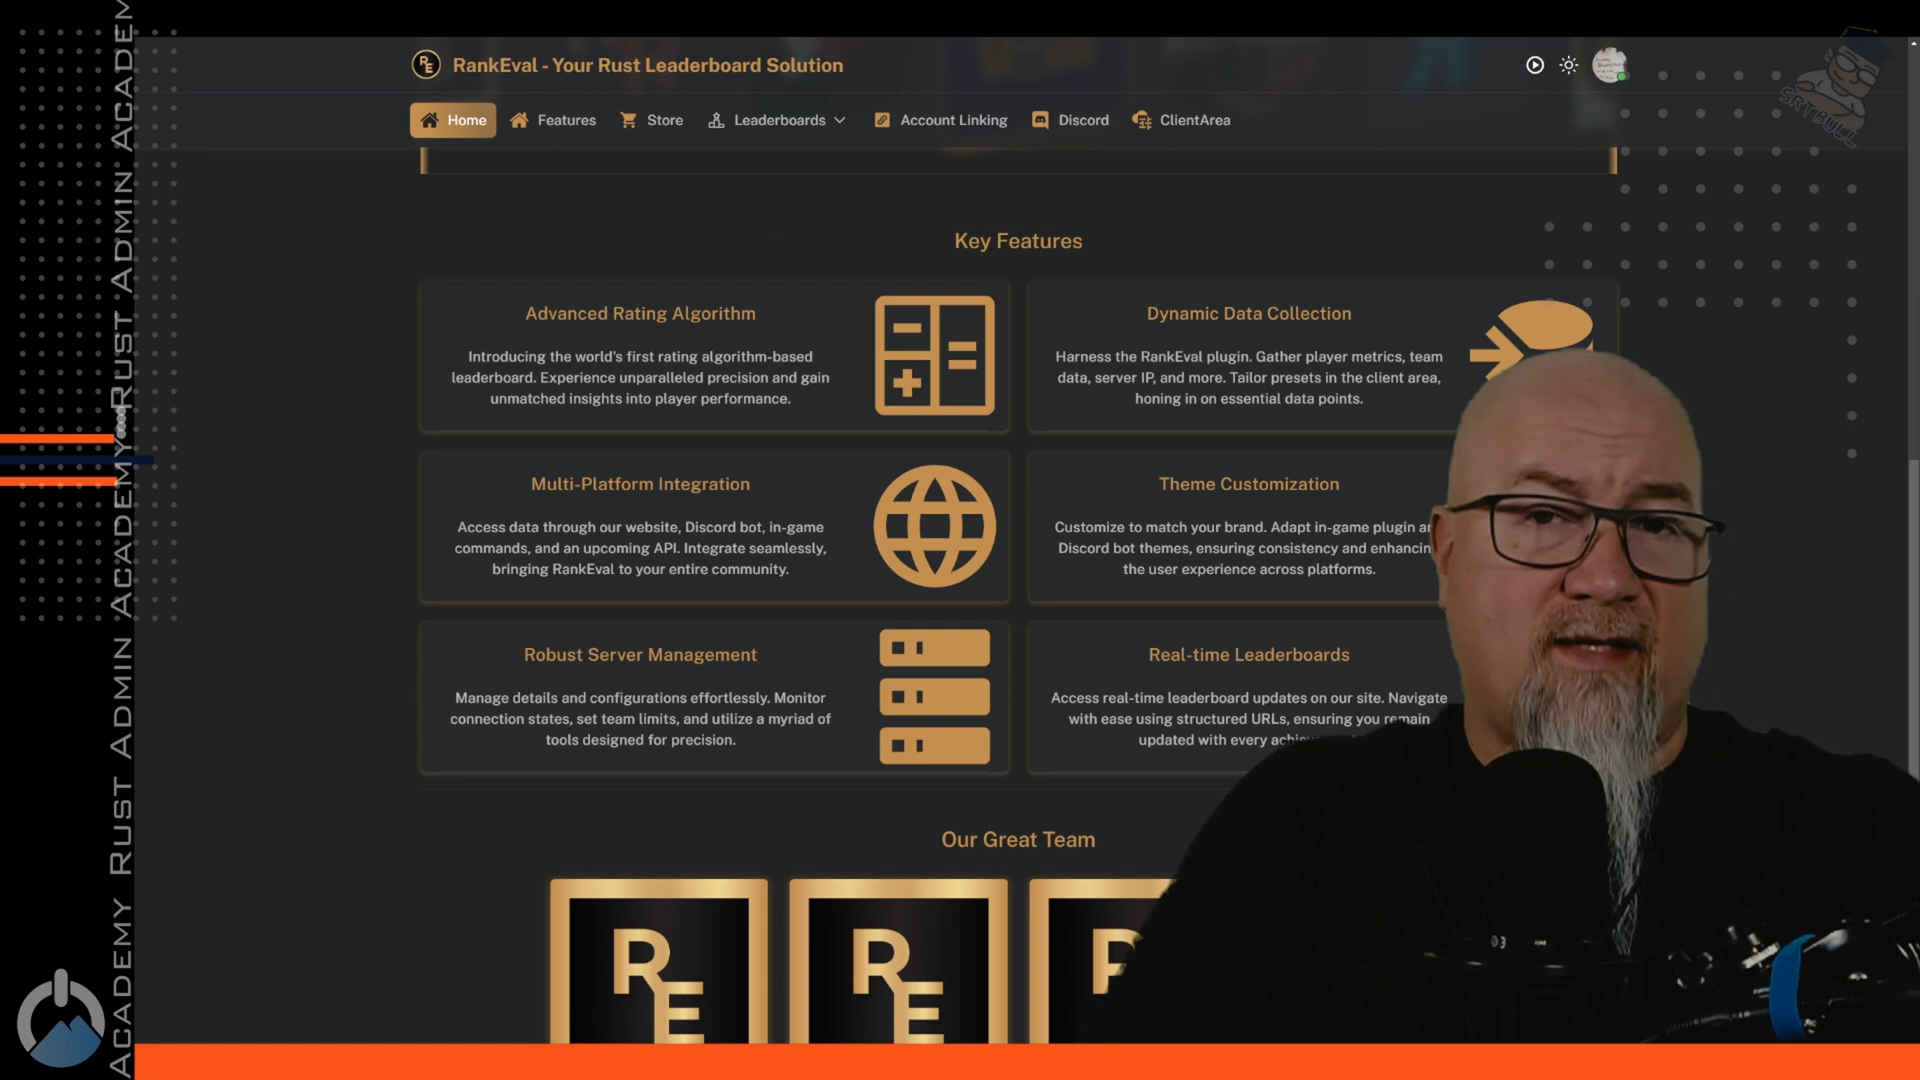 RankEval - Your Rust Leaderboard Solution
Home
Features
Store
Leaderboards
Account Linking
Discord
ClientArea
Key Features
Advanced Rating Algorithm
Introducing the world's first rating algorithm-based
leaderboard. Experience unparalleled precision and gain
unmatched insights into player performance.
Dynamic Data Collection
Harness the RankEval plugin. Gather player metrics, team
data, server IP, and more. Tailor presets in the client area,
honing in on essential data points.
Multi-Platform Integration
Access data through our website, Discord bot, in-game
commands, and an upcoming API. Integrate seamlessly,
bringing RankEval to your entire community.
Theme Customization
Customize to match your brand. Adapt in-game plugin
Discord bot themes, ensuring consistency and
the user experience across platforms.
Robust Server Management
Manage details and configurations effortlessly. Monitor
connection states, set team limits, and utilize a myriad of
tools designed for precision.
Real-time Leaderboards
Access real-time leaderboard updates on our site. Navigate
with ease using structured URLs, ensuring you remain
updated with every
Our Great Team
RE
RE
ACADEMY RUST ADMIN ACADEMY RUST ADMIN ACADEM
SRTBULL